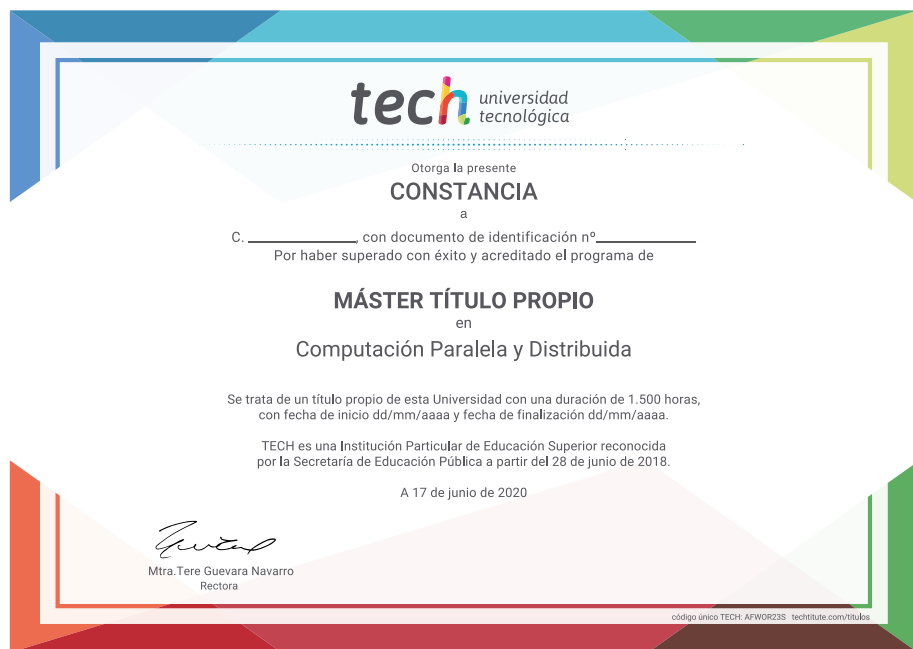 tech universidad
tecnológica
Otorga la presente
CONSTANCIA
a
C. ____________, con documento de identificación nº____________
Por haber superado con éxito y acreditado el programa de
MÁSTER TÍTULO PROPIO
en
Computación Paralela y Distribuida
Se trata de un título propio de esta Universidad con una duración de 1.500 horas,
con fecha de inicio dd/mm/aaaa y fecha de finalización dd/mm/aaaa.
TECH es una Institución Particular de Educación Superior reconocida
por la Secretaría de Educación Pública a partir del 28 de junio de 2018.
A 17 de junio de 2020
Mtra.Tere Guevara Navarro
Rectora
código único TECH: AFWOR23S techtitute.com/titulos